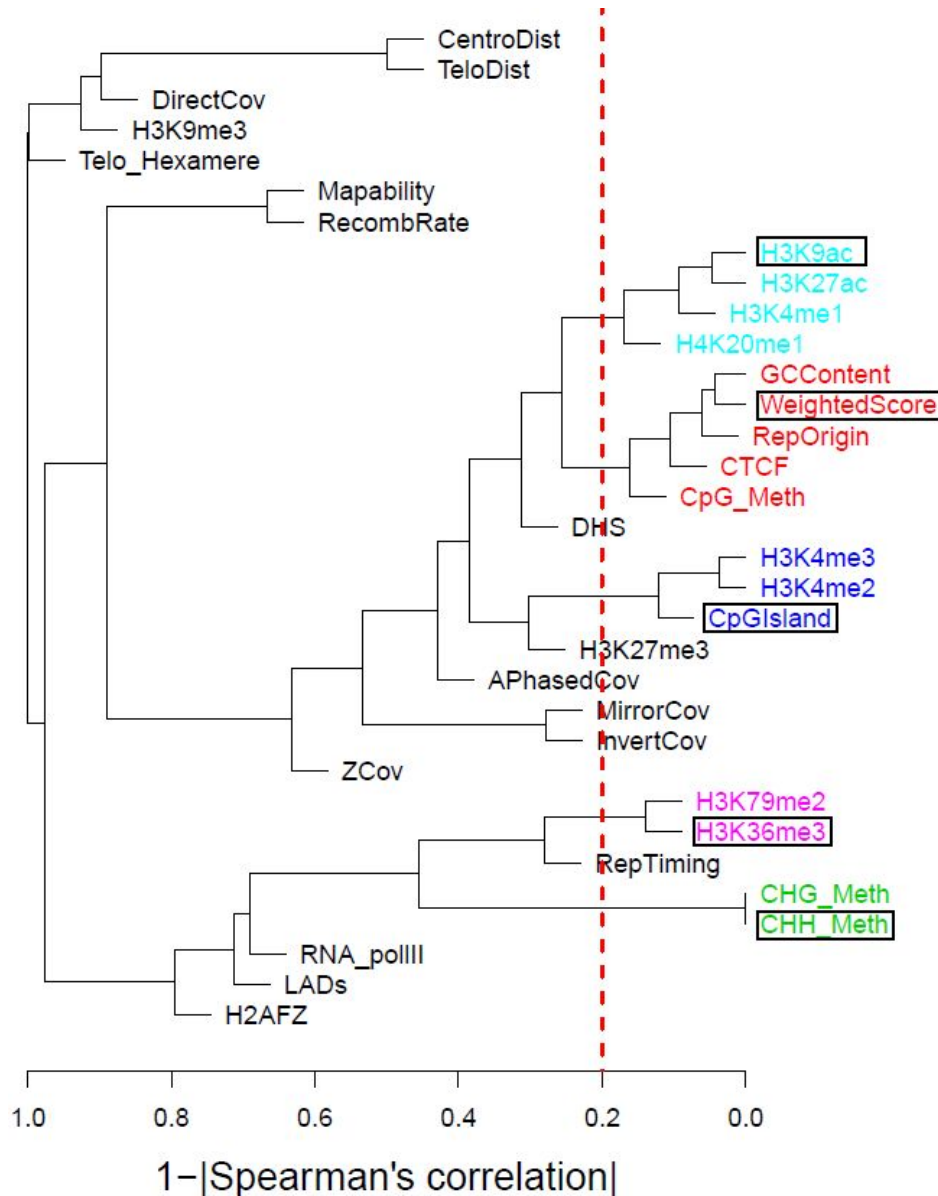 CentroDist
TeloDist
DirectCov
H3K9me3
Telo_Hexamere
Mapability
RecombRate
H3K9ac
H3K27ac
H3K4me1
H4K20me1
GCContent
WeightedScore
RepOrigin
CTCF
CpG_Meth
DHS
H3K4me3
H3K4me2
CpGIsland
H3K27me3
APhasedCov
MirrorCov
InvertCov
ZCov
H3K79me2
H3K36me3
RepTiming
CHG_Meth
CHH_Meth
RNA_polIII
LADs
H2AFZ
1.0 0.8 0.6 0.4 0.2 0.0
1−|Spearman's correlation|